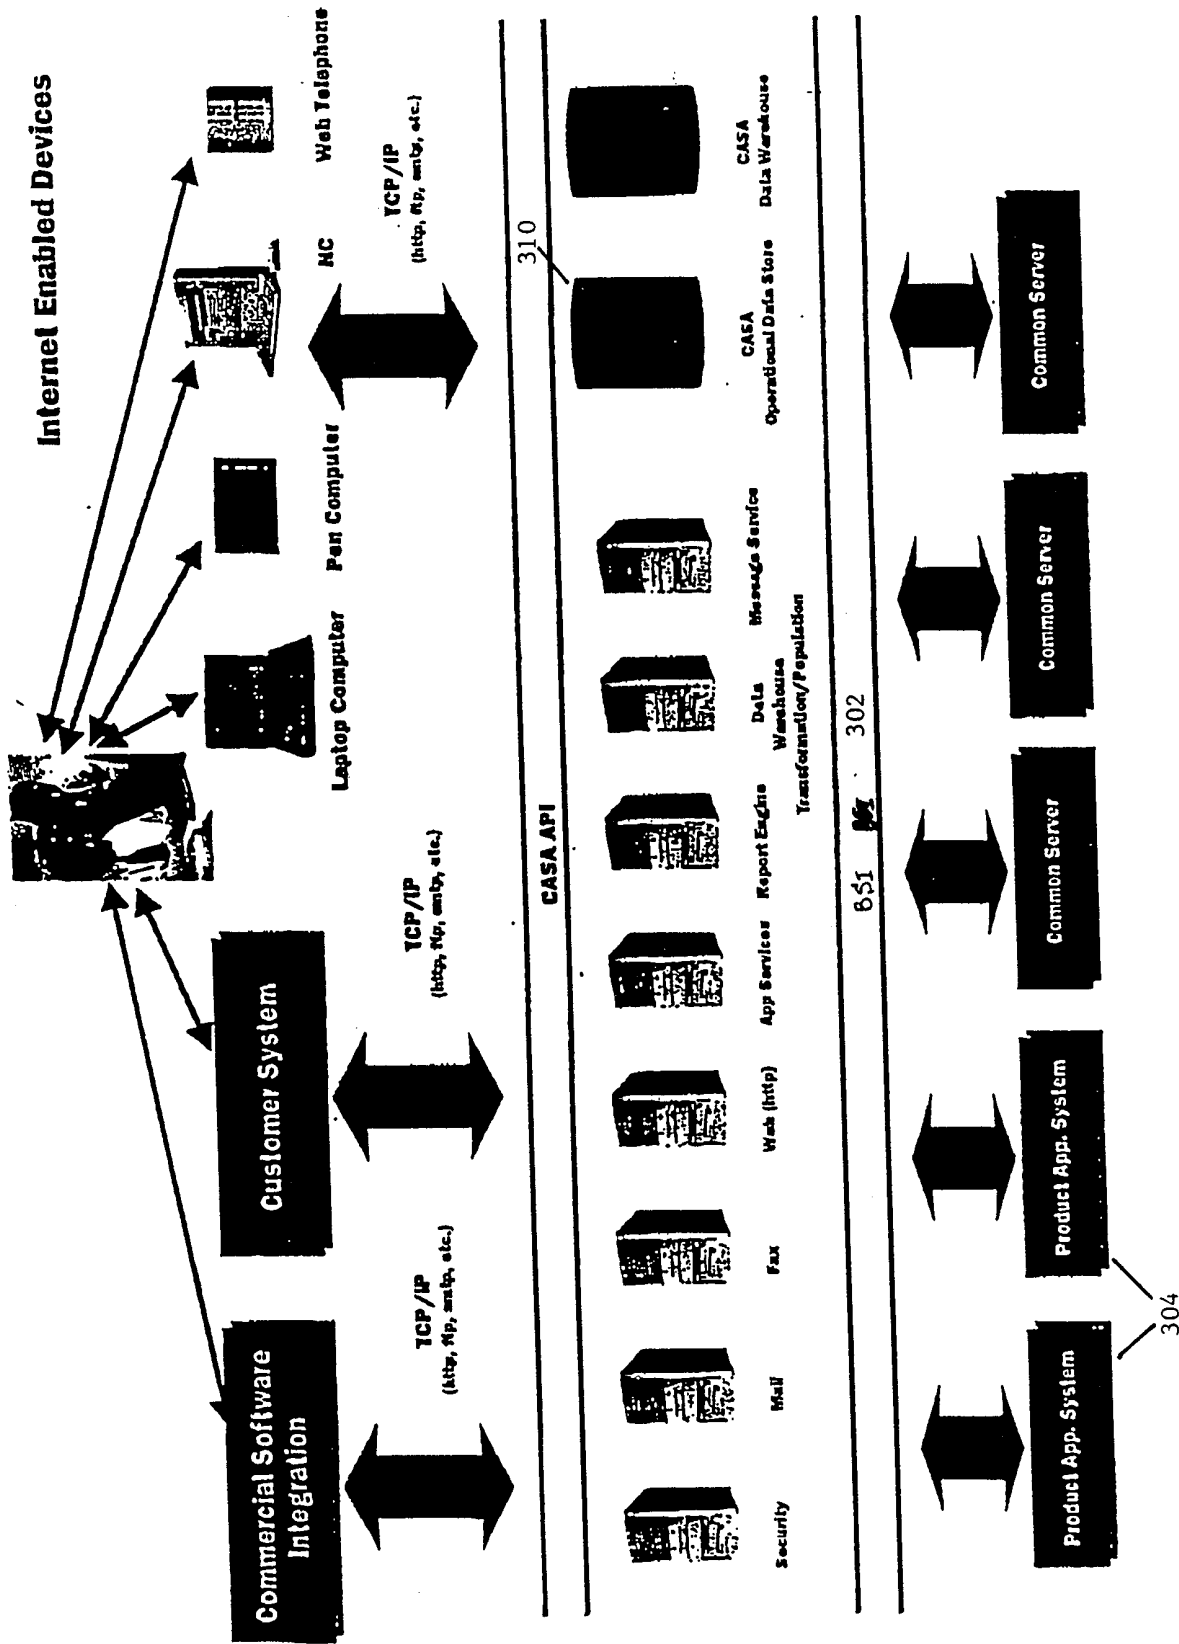 Internet Enabled Devices
Commercial Software
Integration
Customer System
Laptop Computer
Pen Computer
NC
Web Telephone
TCP/IP
(http, ftp, smtp, etc.)
TCP/IP
(http, ftp, smtp, etc.)
TCP/IP
(http, ftp, smtp, etc.)
CASA API
310
Security
Mail
Fax
Web (http)
App Services
Report Engine
Data
Warehouse
Transformation/Population
Message Service
CASA
Operational Data Store
CASA
Data Warehouse
302
Product App. System
Product App. System
Common Server
Common Server
Common Server
304